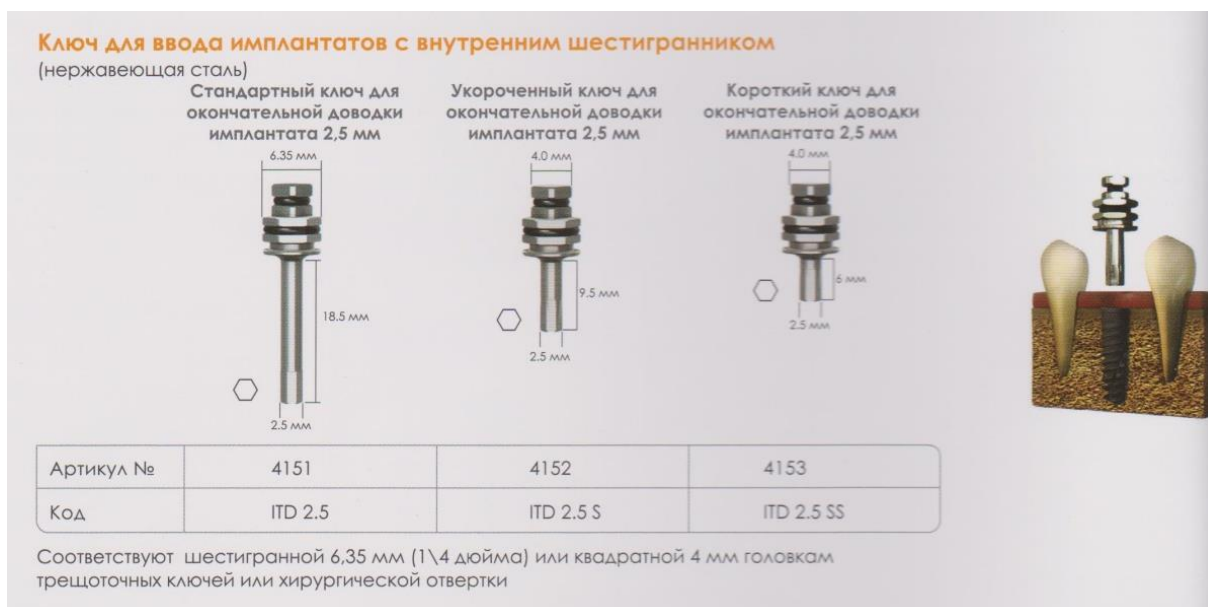 Ключ для ввода имплантатов с внутренним шестигранником
(нержавеющая сталь)
Стандартный ключ для
окончательной доводки
имплантата 2,5 мм
Укороченный ключ для
окончательной доводки
имплантата 2,5 мм
Короткий ключ для
окончательной доводки
имплантата 2,5 мм
6.35 мм
4.0 мм
4.0 мм
18.5 мм
9.5 мм
6 мм
2.5 мм
2.5 мм
2.5 мм
Артикул № 4151 4152 4153
Код ITD 2.5 ITD 2.5 S ITD 2.5 SS
Соответствуют шестигранной 6,35 мм (1\4 дюйма) или квадратной 4 мм головкам
трещоточных ключей или хирургической отвертки